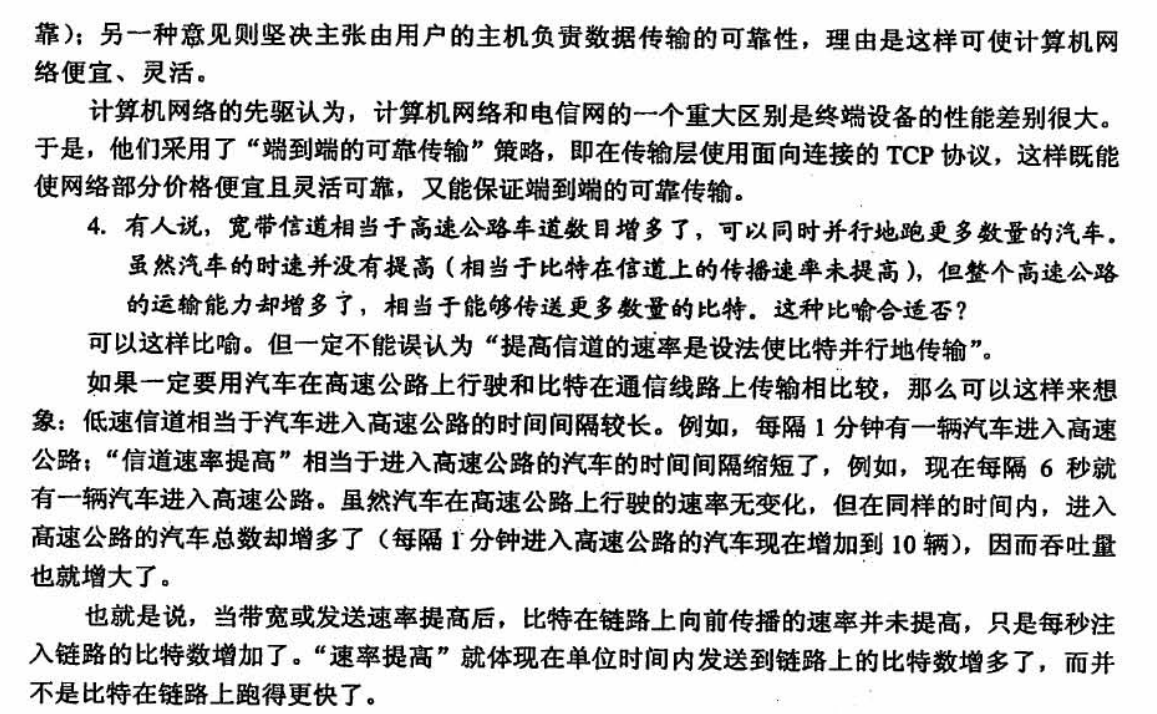 靠)；另一种意见则坚决主张由用户的主机负责数据传输的可靠性，理由是这样可使计算机网
络便宜、灵活。
计算机网络的先驱认为，计算机网络和电信网的一个重大区别是终端设备的性能差别很大。
于是，他们采用了“端到端的可靠传输”策略，即在传输层使用面向连接的 TCP 协议，这样既能
使网络部分价格便宜且灵活可靠，又能保证端到端的可靠传输。
4. 有人说，宽带信道相当于高速公路车道数目增多了，可以同时并行地跑更多数量的汽车。
虽然汽车的时速并没有提高（相当于比特在信道上的传播速率未提高），但整个高速公路
的运输能力却增多了，相当于能够传送更多数量的比特。这种比喻合适否？
可以这样比喻。但一定不能误认为“提高信道的速率是设法使比特并行地传输”。
如果一定要用汽车在高速公路上行驶和比特在通信线路上传输相比较，那么可以这样来想
象：低速信道相当于汽车进入高速公路的时间间隔较长。例如，每隔 1 分钟有一辆汽车进入高速
公路；“信道速率提高”相当于进入高速公路的汽车的时间间隔缩短了，例如，现在每隔 6 秒就
有一辆汽车进入高速公路。虽然汽车在高速公路上行驶的速率无变化，但在同样的时间内，进入
高速公路的汽车总数却增多了（每隔 1 分钟进入高速公路的汽车现在增加到 10 辆），因而吞吐量
也就增大了。
也就是说，当带宽或发送速率提高后，比特在链路上向前传播的速率并未提高，只是每秒注
入链路的比特数增加了。“速率提高”就体现在单位时间内发送到链路上的比特数增多了，而并
不是比特在链路上跑得更快了。